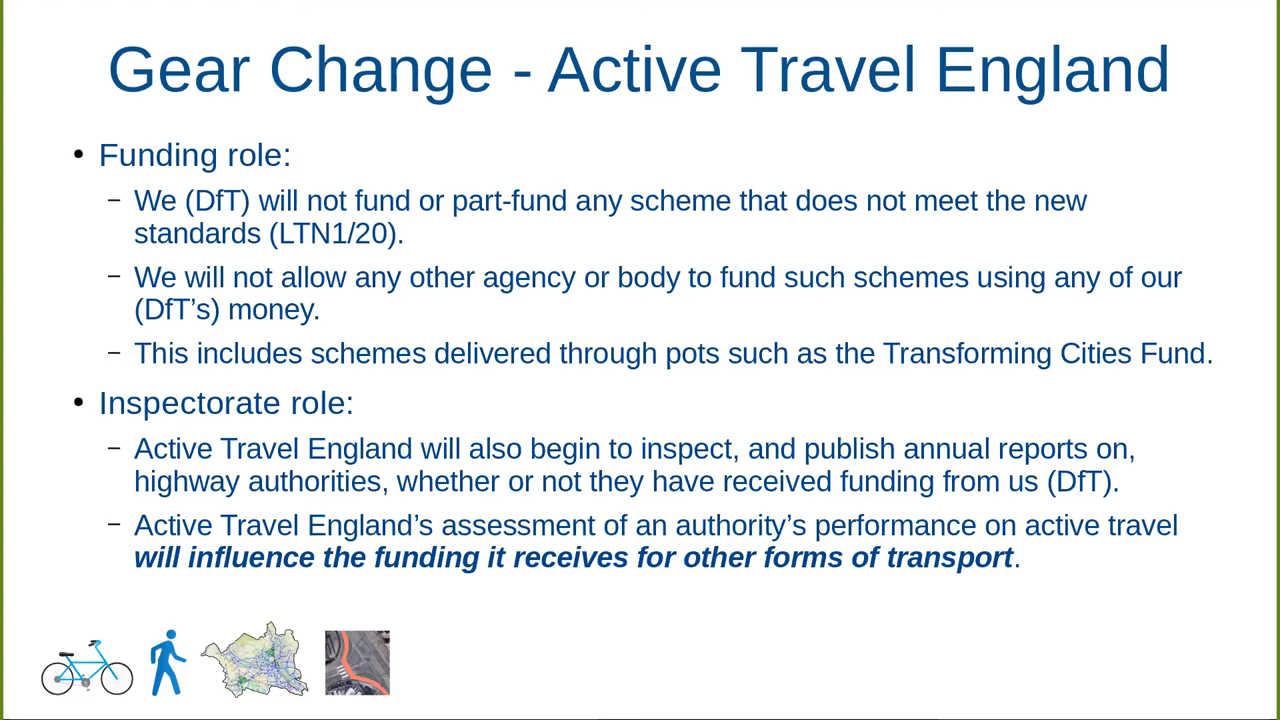 Gear Change - Active Travel England
• Funding role:
– We (DfT) will not fund or part-fund any scheme that does not meet the new
standards (LTN1/20).
– We will not allow any other agency or body to fund such schemes using any of our
(DfT’s) money.
– This includes schemes delivered through pots such as the Transforming Cities Fund.
• Inspectorate role:
– Active Travel England will also begin to inspect, and publish annual reports on,
highway authorities, whether or not they have received funding from us (DfT).
– Active Travel England’s assessment of an authority’s performance on active travel
will influence the funding it receives for other forms of transport.